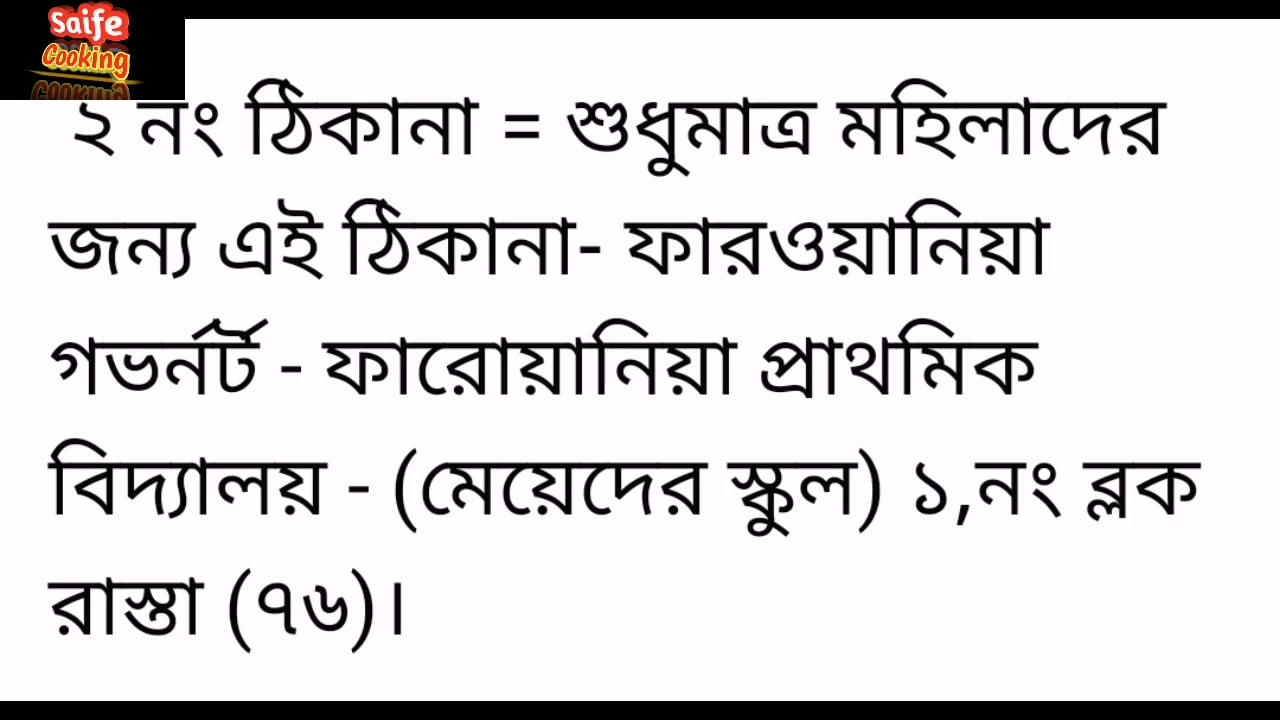 Saife
Cooking
২ নং ঠিকানা = শুধুমাত্র মহিলাদের
জন্য এই ঠিকানা- ফারওয়ানিয়া
গভর্নর্ট - ফারোয়ানিয়া প্রাথমিক
বিদ্যালয় - (মেয়েদের স্কুল) ১,নং ব্লক
রাস্তা (৭৬)।